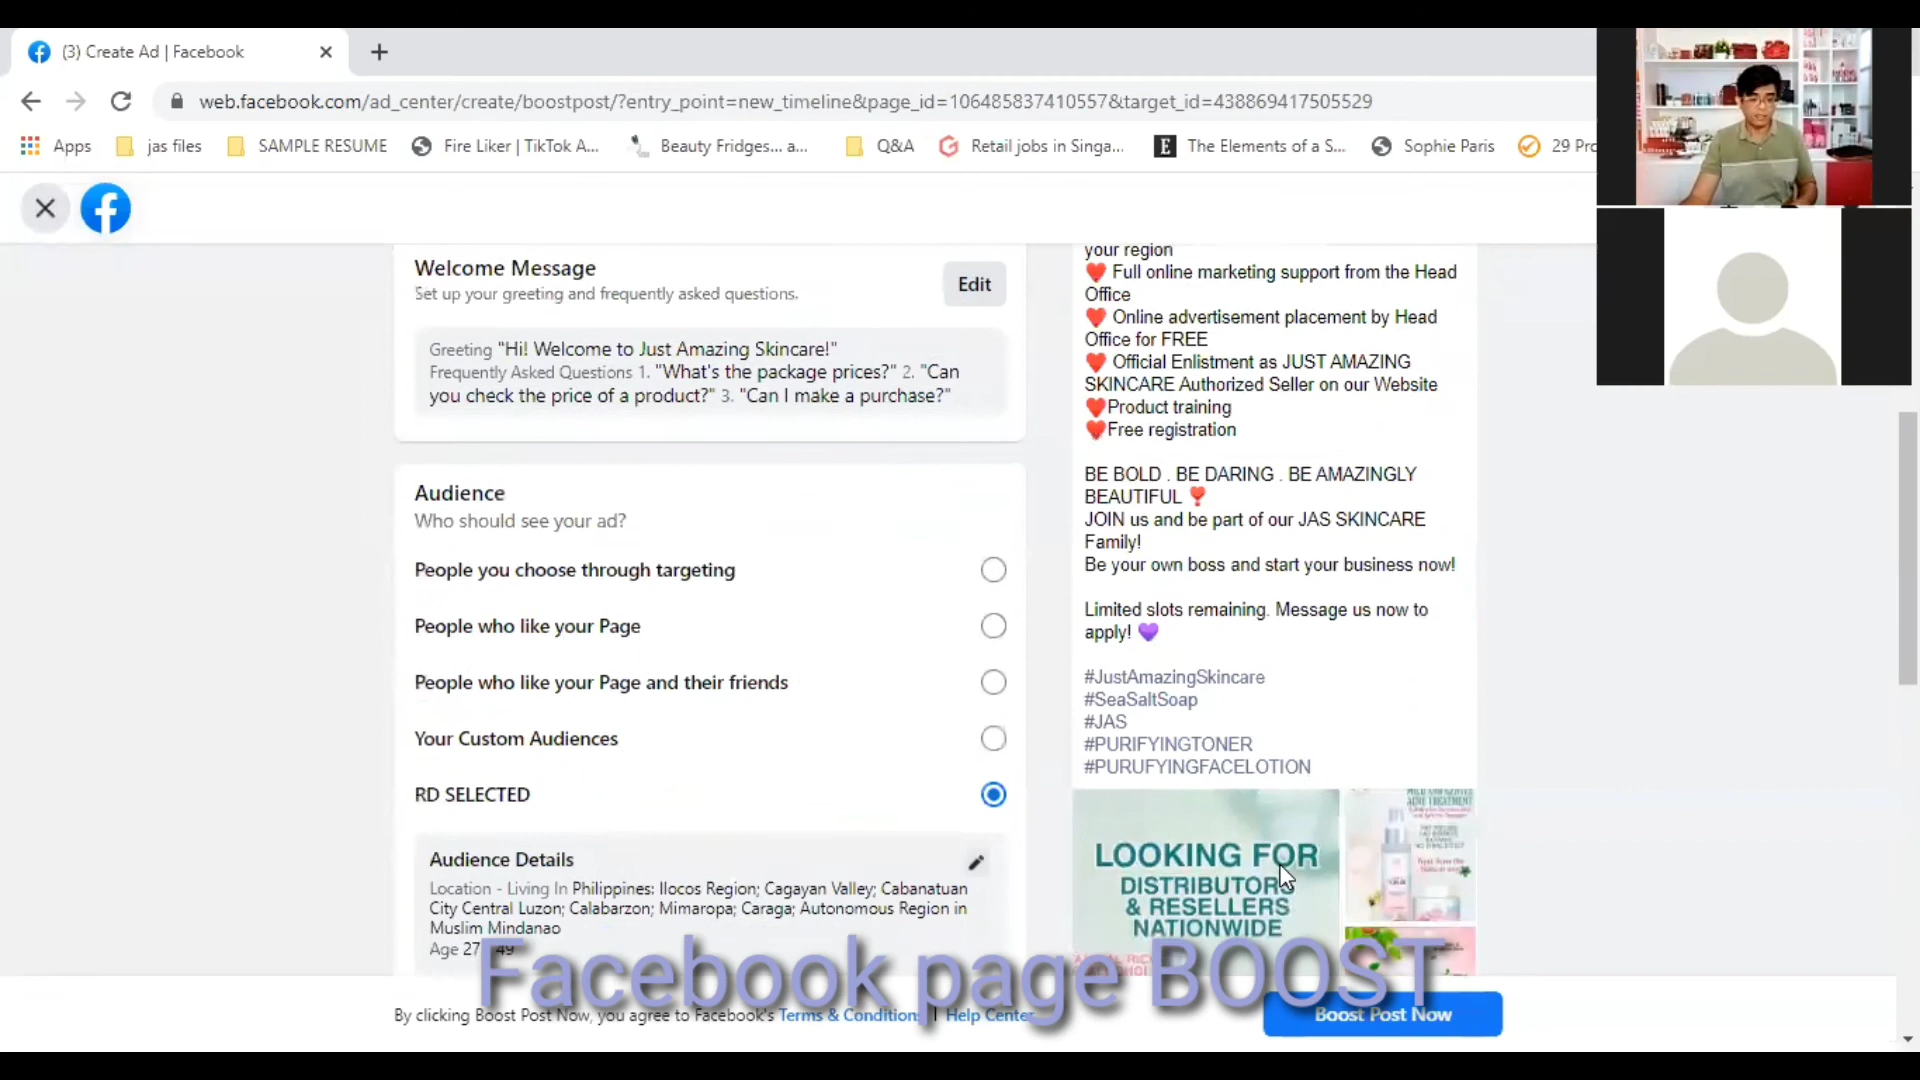 (3) Create Ad | Facebook
web.facebook.com/ad_center/create/boostpost/?entry_point=new_timeline&page_id=106485837410557&target_id=438869417505529
Apps
jas files
SAMPLE RESUME
Fire Liker | TikTok A...
Beauty Fridges... a...
Q&A
Retail jobs in Singa...
E
The Elements of a S...
Sophie Paris
29 Pro
Welcome Message
Set up your greeting and frequently asked questions.
Edit
Greeting "Hi! Welcome to Just Amazing Skincare!"
Frequently Asked Questions 1. "What's the package prices?" 2. "Can
you check the price of a product?" 3. "Can I make a purchase?"
Audience
Who should see your ad?
People you choose through targeting
People who like your Page
People who like your Page and their friends
Your Custom Audiences
RD SELECTED
Audience Details
Location - Living In Philippines: Ilocos Region; Cagayan Valley; Cabanatuan
City Central Luzon; Calabarzon; Mimaropa; Caraga; Autonomous Region in
Muslim Mindanao
Age 27 49
your region
❤️ Full online marketing support from the Head
Office
❤️ Online advertisement placement by Head
Office for FREE
❤️ Official Enlistment as JUST AMAZING
SKINCARE Authorized Seller on our Website
❤️Product training
❤️Free registration
BE BOLD . BE DARING . BE AMAZINGLY
BEAUTIFUL ❣️
JOIN us and be part of our JAS SKINCARE
Family!
Be your own boss and start your business now!
Limited slots remaining. Message us now to
apply! 💜
#JustAmazingSkincare
#SeaSaltSoap
#JAS
#PURIFYINGTONER
#PURUFYINGFACELOTION
LOOKING FOR
DISTRIBUTORS
& RESELLERS
NATIONWIDE
Facebook page BOOST
By clicking Boost Post Now, you agree to Facebook's Terms & Conditions | Help Center
Boost Post Now